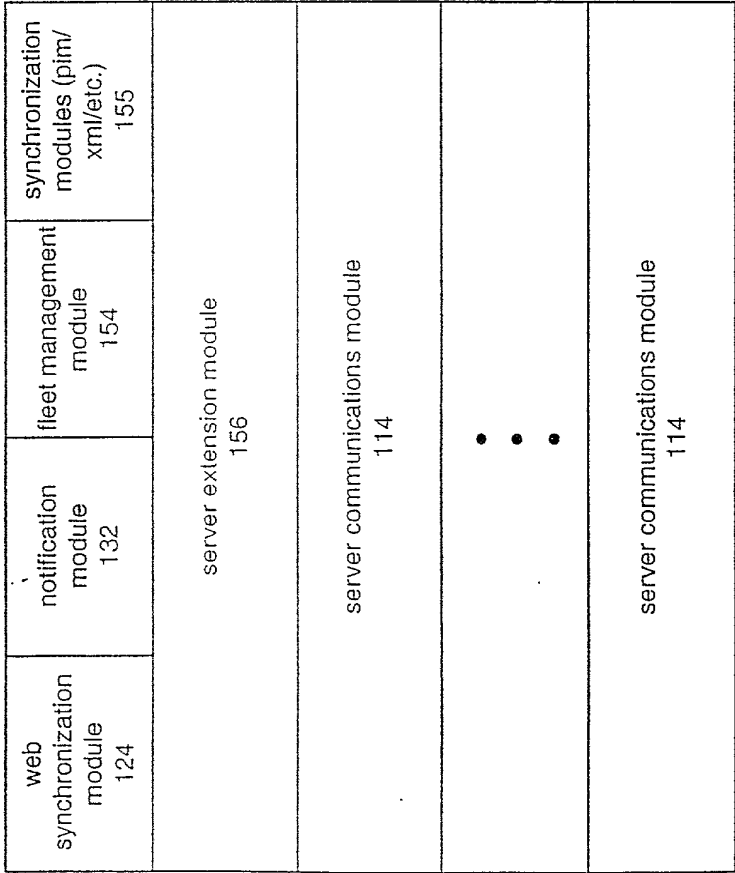 web
synchronization
module
124
notification
module
132
fleet management
module
154
synchronization
modules (pim/
xml/etc.)
155
server extension module
156
server communications module
114
server communications module
114